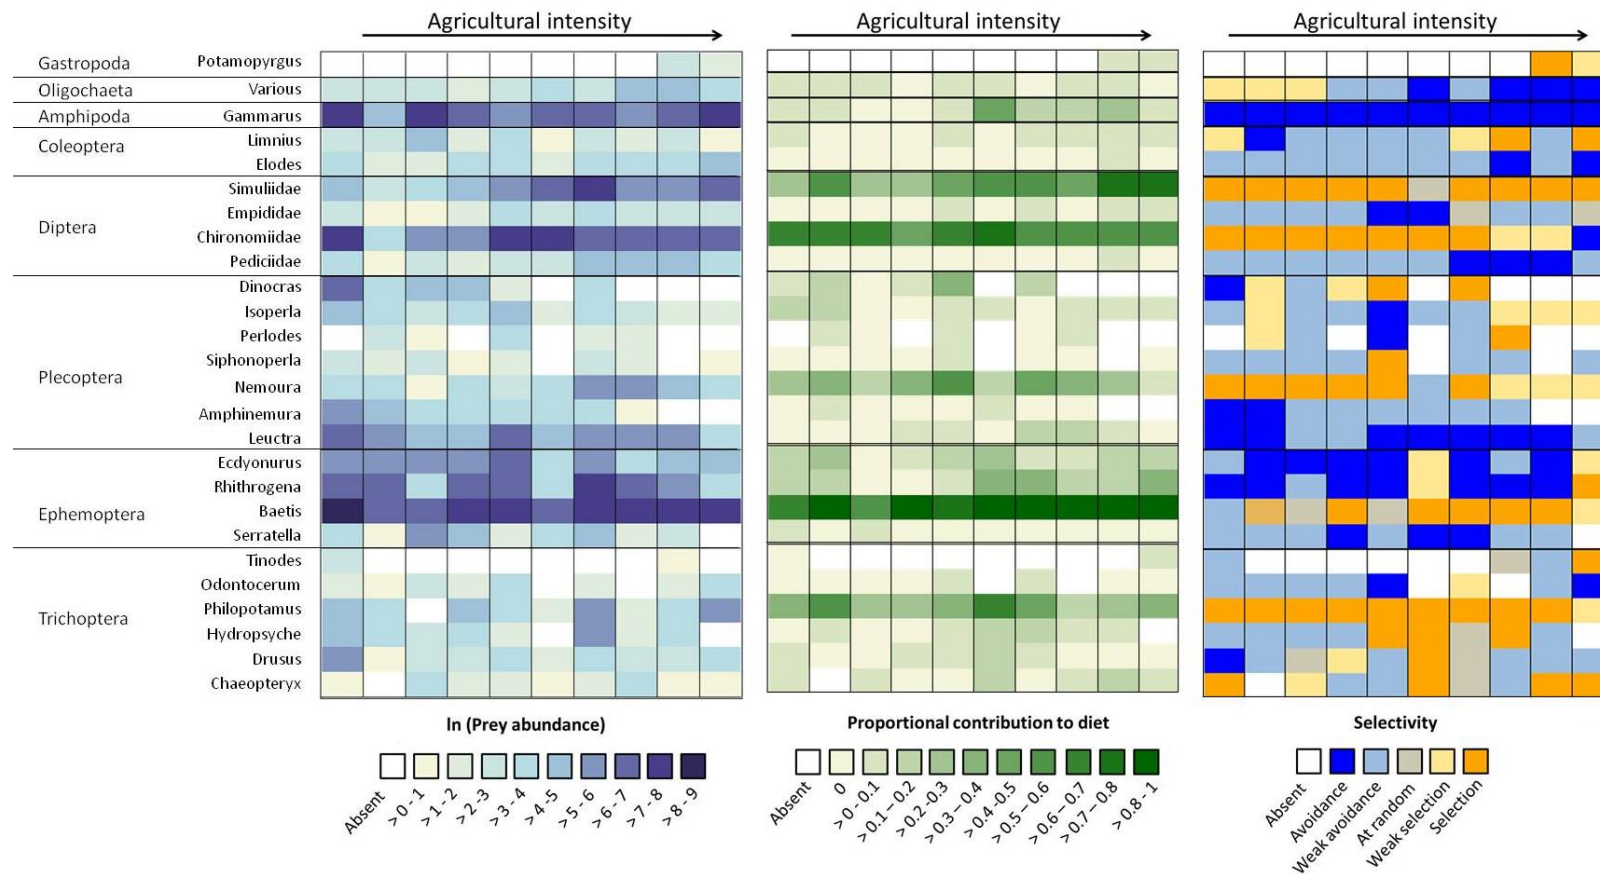 Agricultural intensity
Agricultural intensity
Agricultural intensity
Gastropoda Potamopyrgus
Oligochaeta Various
Amphipoda Gammarus
Coleoptera
Limnius
Elodes
Diptera
Simuliidae
Empididae
Chironomiidae
Pediciidae
Plecoptera
Dinocras
Isoperla
Perlodes
Siphonoperla
Nemoura
Amphinemura
Leuctra
Ephemoptera
Ecdyonurus
Rhithrogena
Baetis
Serratella
Trichoptera
Tinodes
Odontocerum
Philopotamus
Hydropsyche
Drusus
Chaeopteryx
ln (Prey abundance)
Absent
> 0 - 1
>1 - 2
> 2 - 3
>3 - 4
>4 - 5
>5 - 6
>6 - 7
>7 - 8
>8 - 9
Proportional contribution to diet
Absent
0
> 0 - 0.1
>0.1 – 0.2
>0.2 -0.3
>0.3 – 0.4
>0.4 -0.5
>0.5 – 0.6
> 0.6 – 0.7
>0.7 – 0.8
> 0.8 - 1
Selectivity
Absent
Avoidance
Weak avoidance
At random
Weak selection
Selection